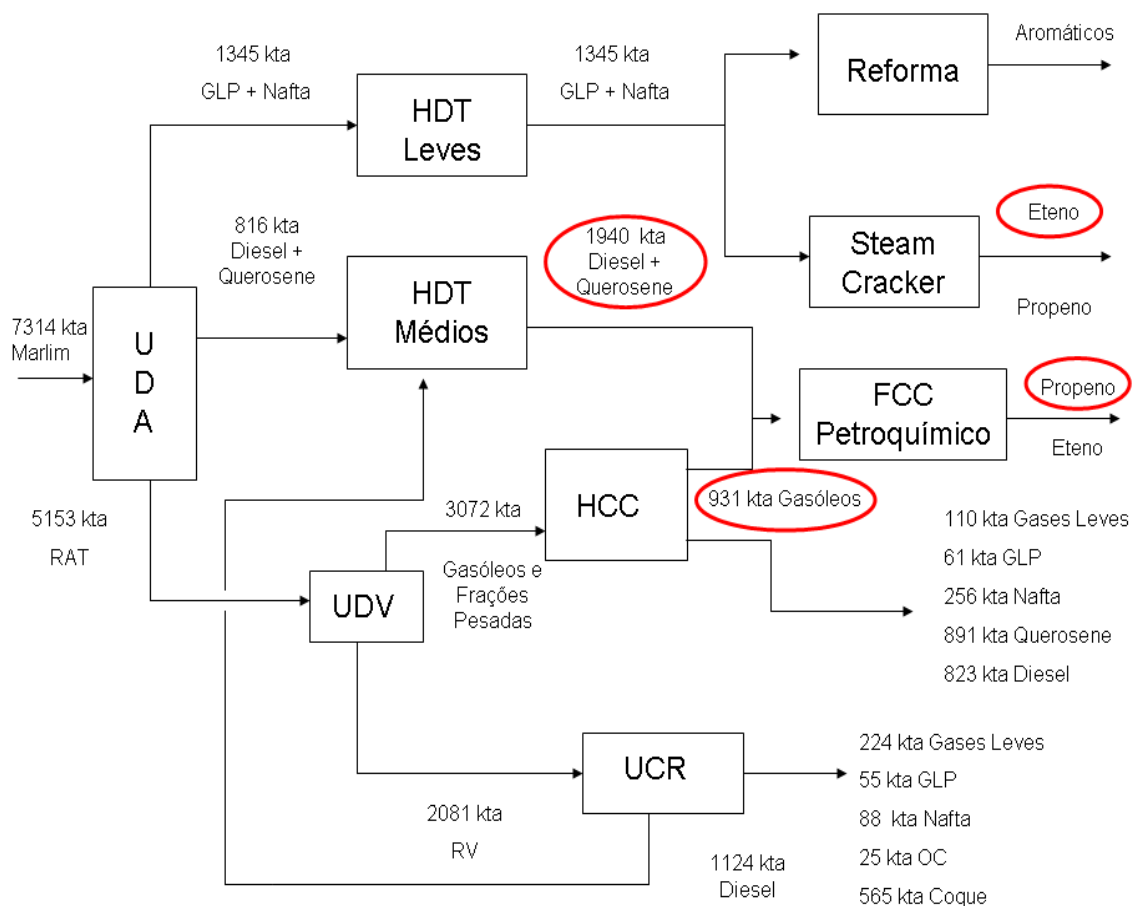 1345 kta
GLP + Nafta
1345 kta
GLP + Nafta
HDT
Leves
Reforma
Aromáticos
816 kta
Diesel +
Querosene
HDT
Médios
1940 kta
Diesel +
Querosene
Steam
Cracker
Eteno
Propeno
7314 kta
Marlim
U
D
A
FCC
Petroquímico
Propeno
Eteno
5153 kta
RAT
3072 kta
Gasóleos e
Frações
Pesadas
HCC
931 kta Gasóleos
UDV
110 kta Gases Leves
61 kta GLP
256 kta Nafta
891 kta Querosene
823 kta Diesel
2081 kta
RV
UCR
1124 kta
Diesel
224 kta Gases Leves
55 kta GLP
88 kta Nafta
25 kta OC
565 kta Coque